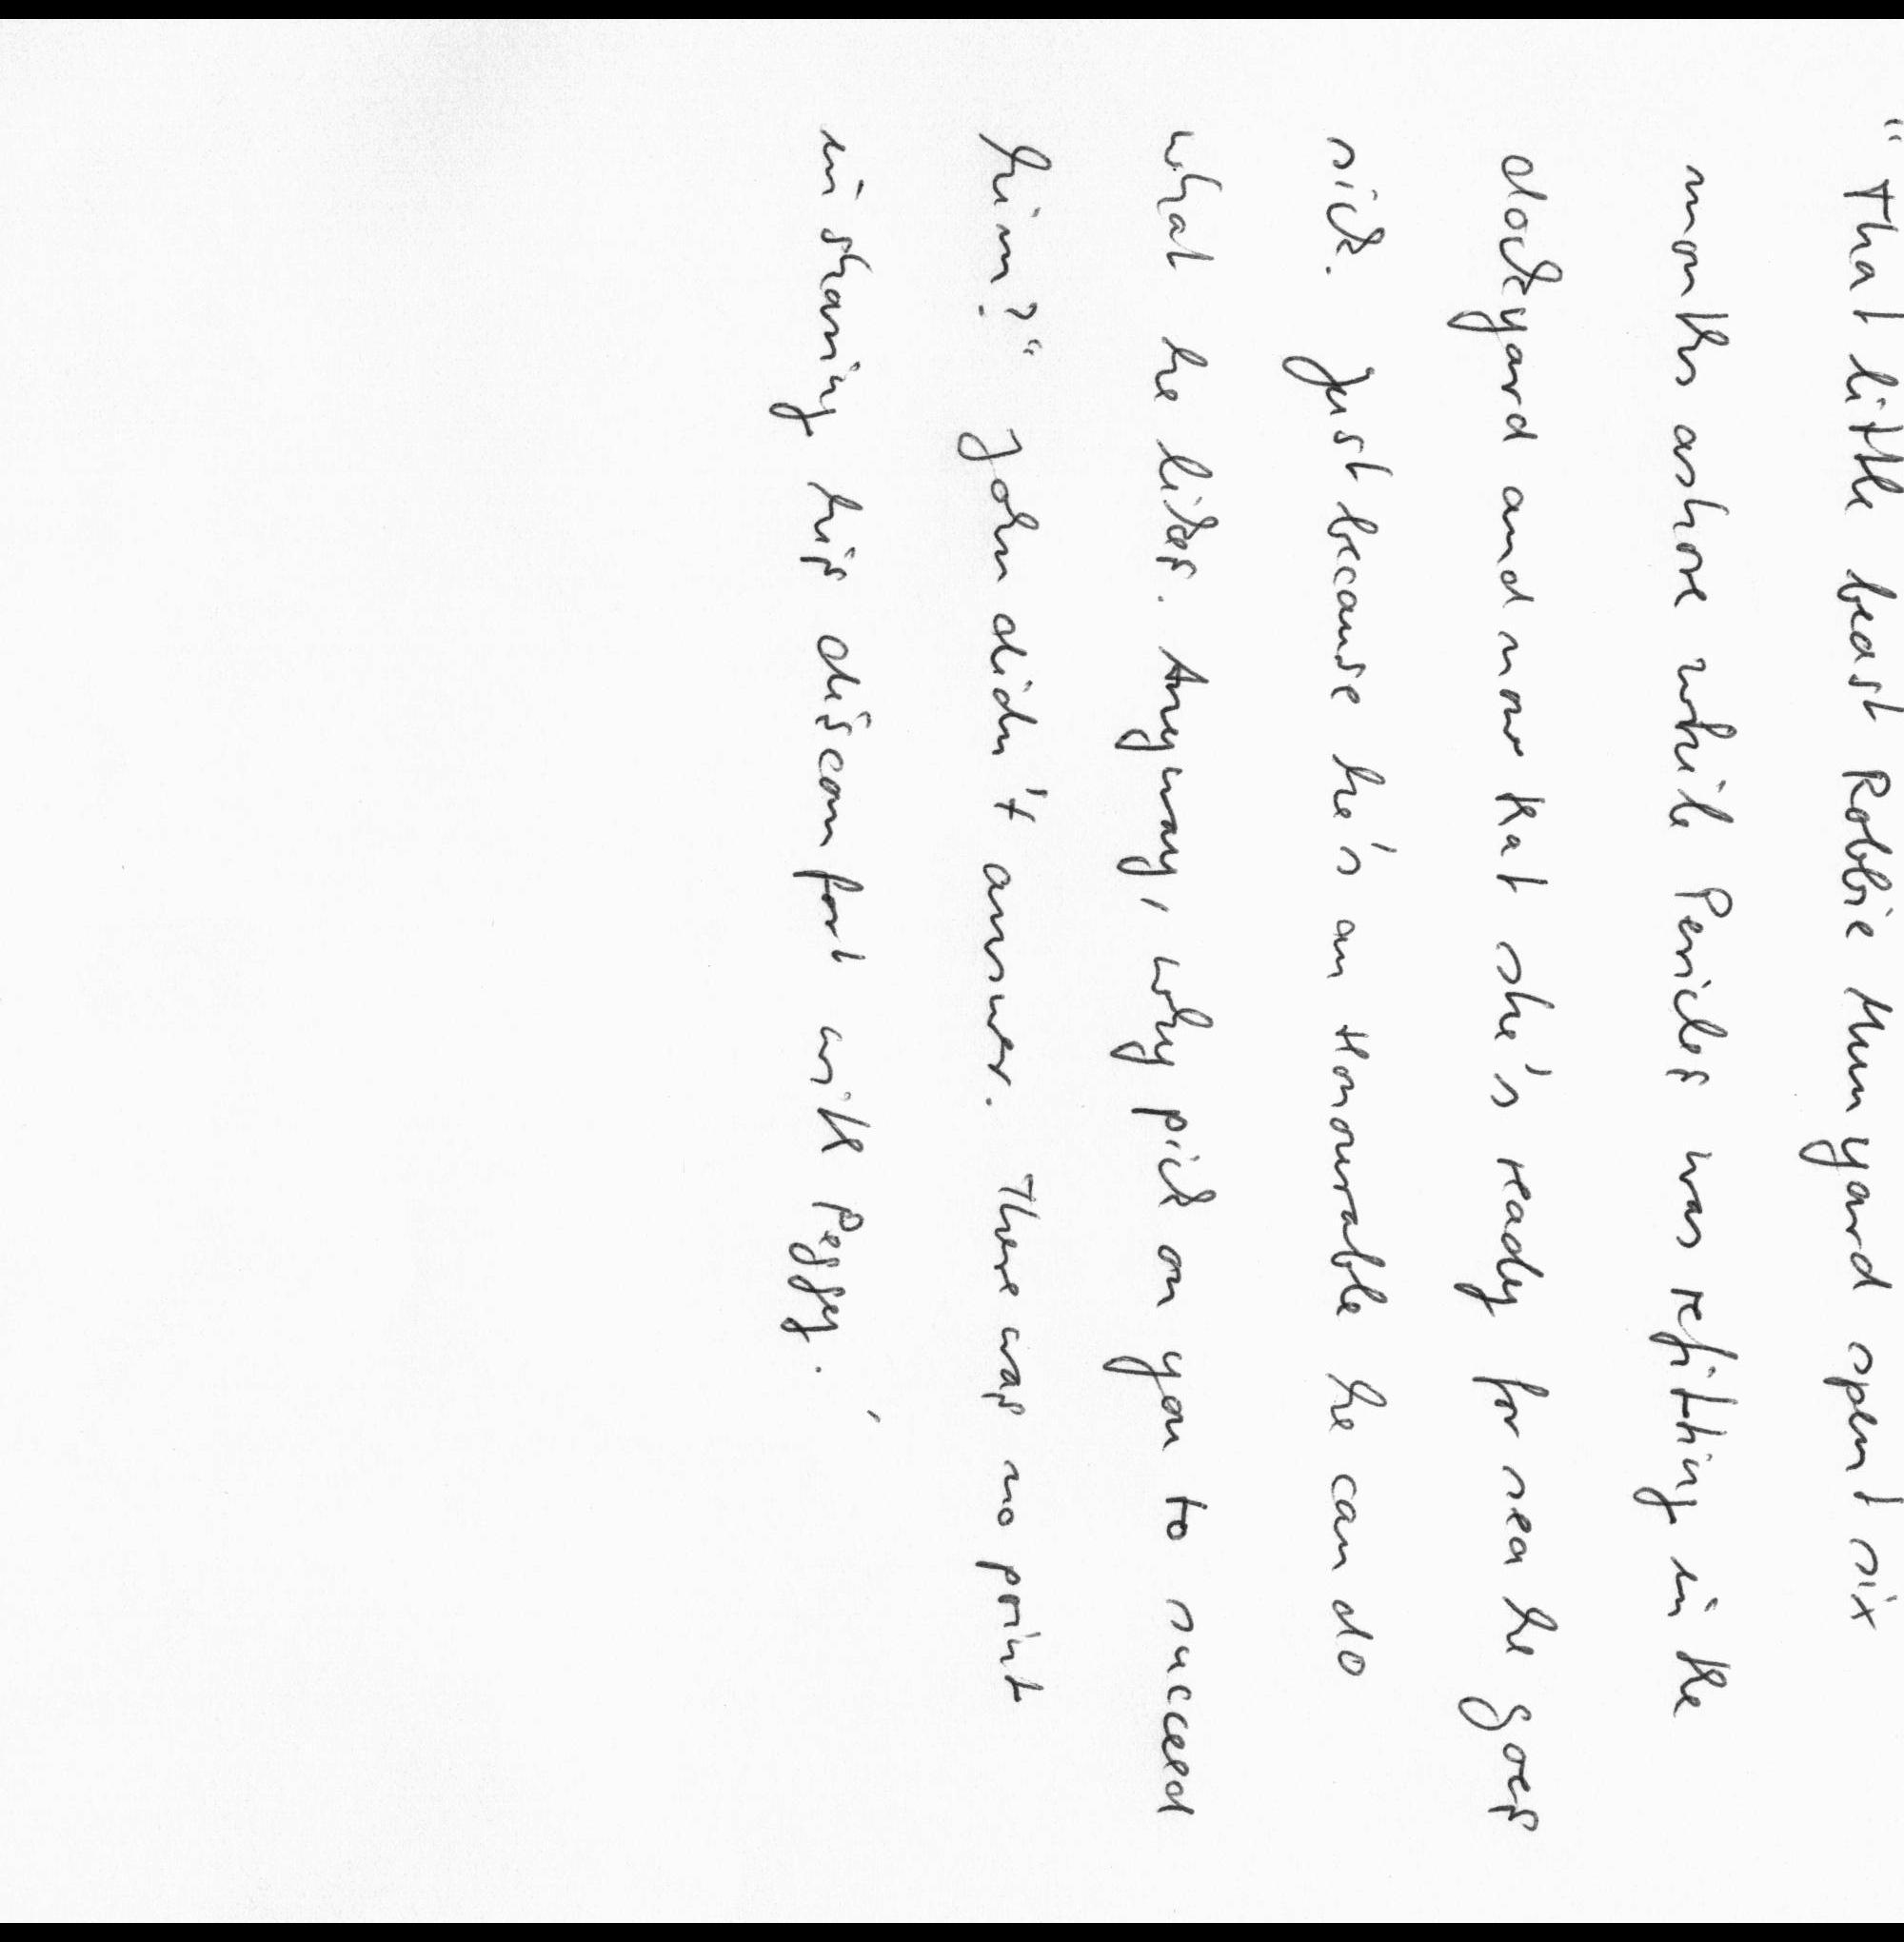 "That little beast Robbie Munyard spent six
months ashore while Pericles was refitting in the
dockyard and now that she's ready for sea he goes
sick. Just because he's an Honourable he can do
what he likes. Anyway, why pick on you to succeed
him?" John didn't answer. There was no point
in sharing his discomfort with Peggy.